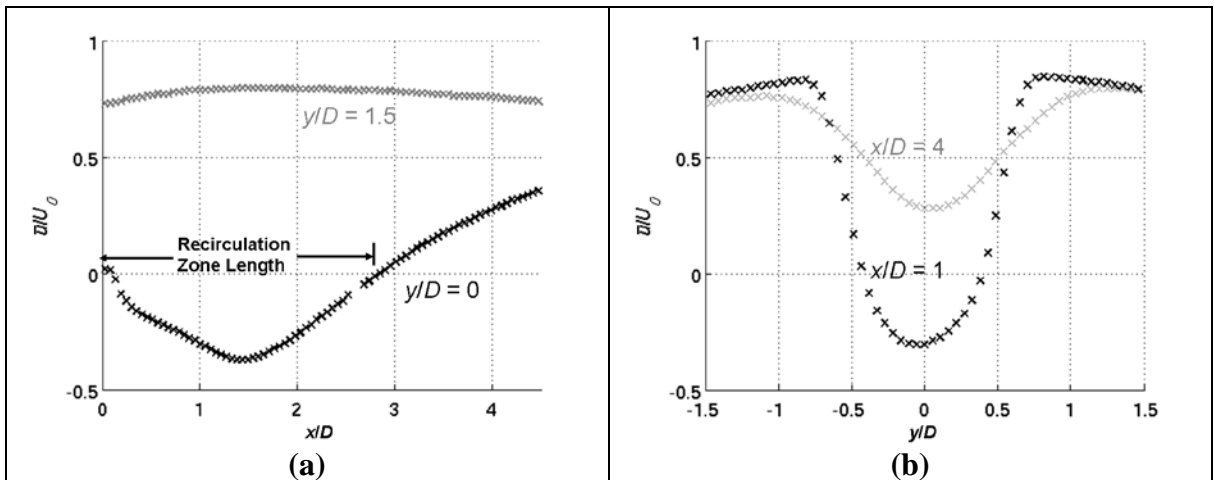 1
0.5
0
-0.5
ū/U0
y/D = 1.5
Recirculation
Zone Length
y/D = 0
0 1 2 3 4
x/D
(a)
1
0.5
0
-0.5
ū/U0
x/D = 4
x/D = 1
-1.5 -1 -0.5 0 0.5 1 1.5
y/D
(b)